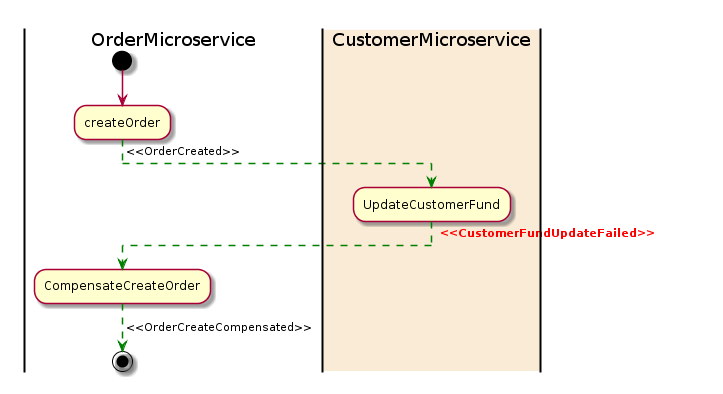 OrderMicroservice
CustomerMicroservice
createOrder
<<OrderCreated>>
UpdateCustomerFund
<<CustomerFundUpdateFailed>>
CompensateCreateOrder
<<OrderCreateCompensated>>